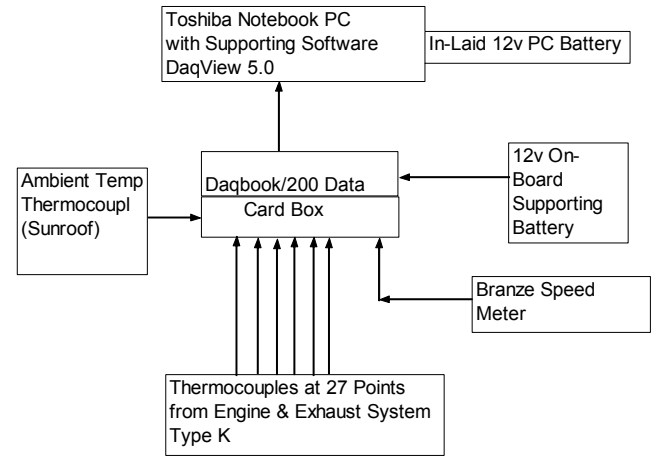 Toshiba Notebook PC
with Supporting Software
DaqView 5.0
In-Laid 12v PC Battery
Ambient Temp
Thermocoupl
(Sunroof)
Daqbook/200 Data
Card Box
12v On-
Board
Supporting
Battery
Branze Speed
Meter
Thermocouples at 27 Points
from Engine & Exhaust System
Type K